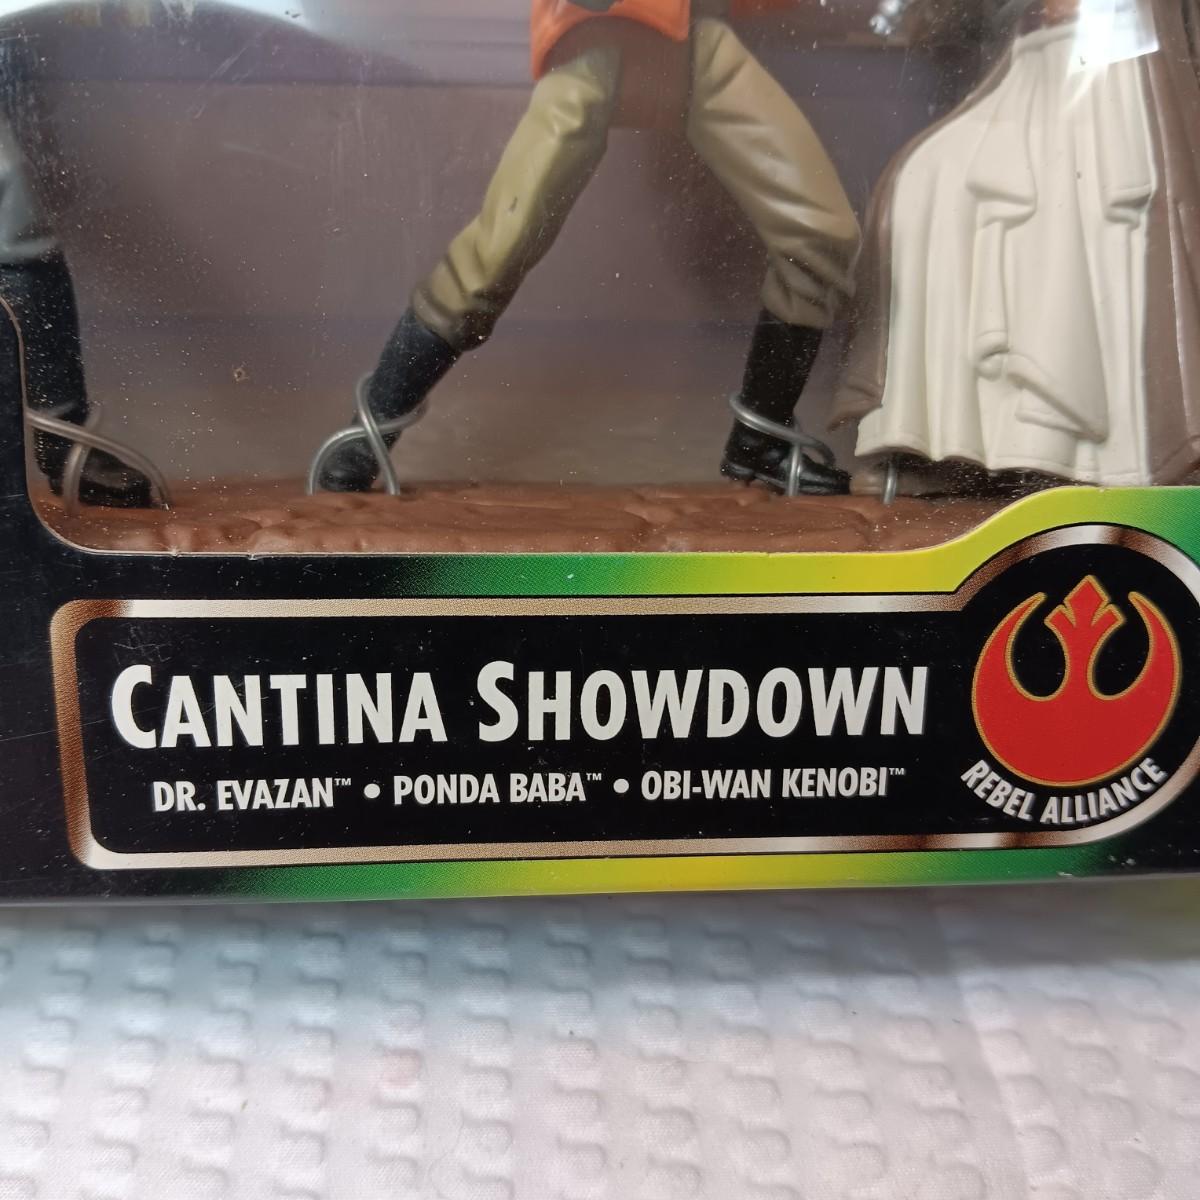 CANTINA SHOWDOWN
DR. EVAZAN™ • PONDA BABA™ • OBI-WAN KENOBI™
REBEL ALLIANCE